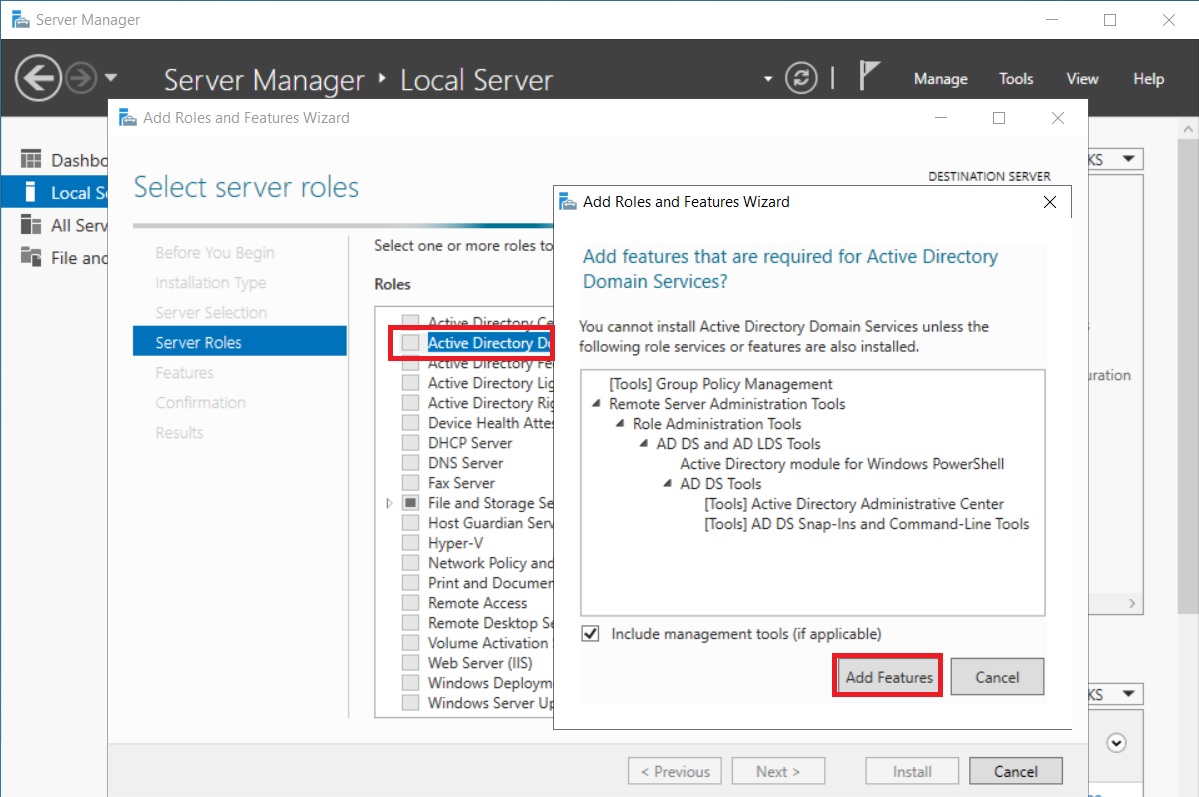 Server Manager
Server Manager
Local Server
Manage
Tools
View
Help
Dashbo
Local Se
All Serv
File and
KS
uration
KS
Add Roles and Features Wizard
Select server roles
DESTINATION SERVER
Before You Begin
Installation Type
Server Selection
Server Roles
Features
Confirmation
Results
Select one or more roles to
Roles
Active Directory Ce
Active Directory Do
Active Directory Fe
Active Directory Lig
Active Directory Rig
Device Health Attes
DHCP Server
DNS Server
Fax Server
File and Storage Se
Host Guardian Serv
Hyper-V
Network Policy and
Print and Documen
Remote Access
Remote Desktop Se
Volume Activation
Web Server (IIS)
Windows Deploym
Windows Server Up
Add Roles and Features Wizard
Add features that are required for Active Directory
Domain Services?
You cannot install Active Directory Domain Services unless the
following role services or features are also installed.
[Tools] Group Policy Management
Remote Server Administration Tools
Role Administration Tools
AD DS and AD LDS Tools
Active Directory module for Windows PowerShell
AD DS Tools
[Tools] Active Directory Administrative Center
[Tools] AD DS Snap-Ins and Command-Line Tools
Include management tools (if applicable)
Add Features
Cancel
< Previous
Next >
Install
Cancel